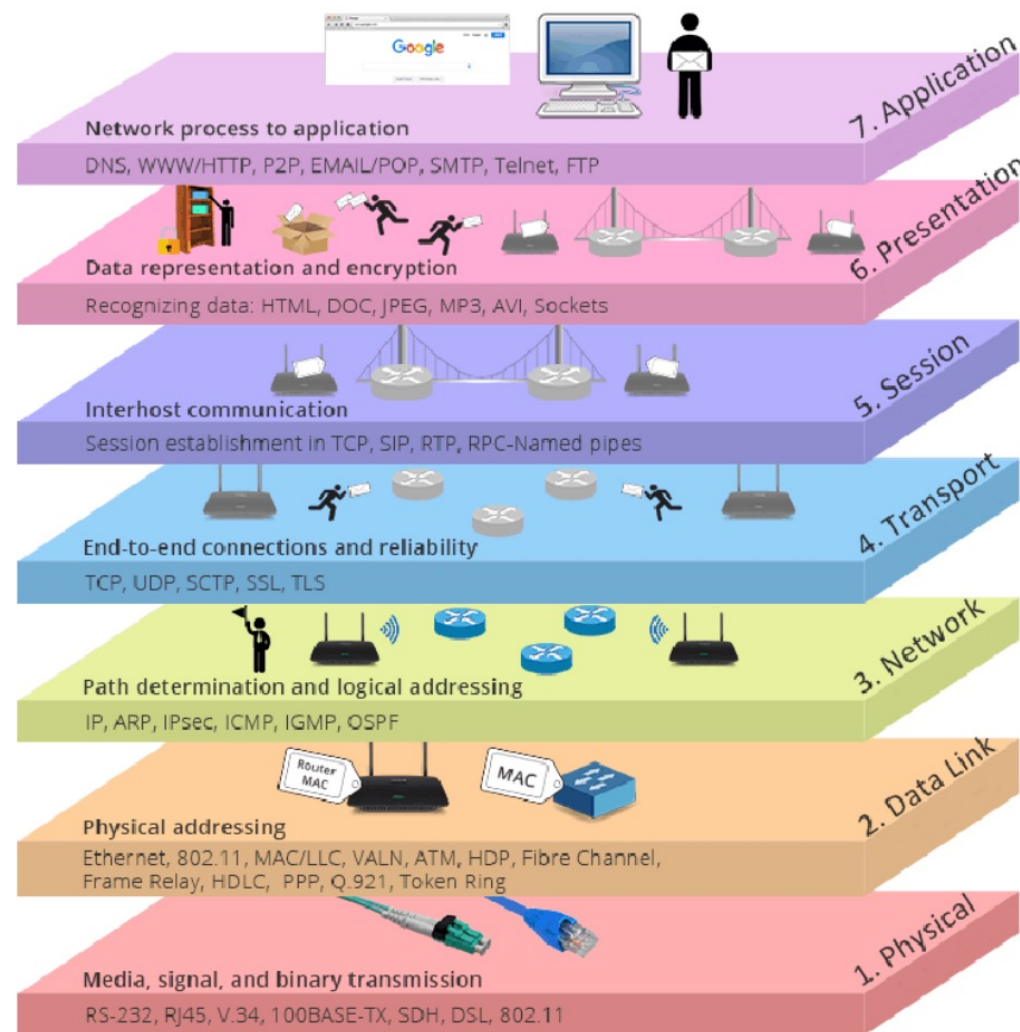 Google
7. Application
Network process to application
DNS, WWW/HTTP, P2P, EMAIL/POP, SMTP, Telnet, FTP
6. Presentation
Data representation and encryption
Recognizing data: HTML, DOC, JPEG, MP3, AVI, Sockets
5. Session
Interhost communication
Session establishment in TCP, SIP, RTP, RPC-Named pipes
4. Transport
End-to-end connections and reliability
TCP, UDP, SCTP, SSL, TLS
3. Network
Path determination and logical addressing
IP, ARP, IPsec, ICMP, IGMP, OSPF
2. Data Link
Router
MAC
MAC
Physical addressing
Ethernet, 802.11, MAC/LLC, VALN, ATM, HDP, Fibre Channel,
Frame Relay, HDLC, PPP, Q.921, Token Ring
1. Physical
Media, signal, and binary transmission
RS-232, RJ45, V.34, 100BASE-TX, SDH, DSL, 802.11